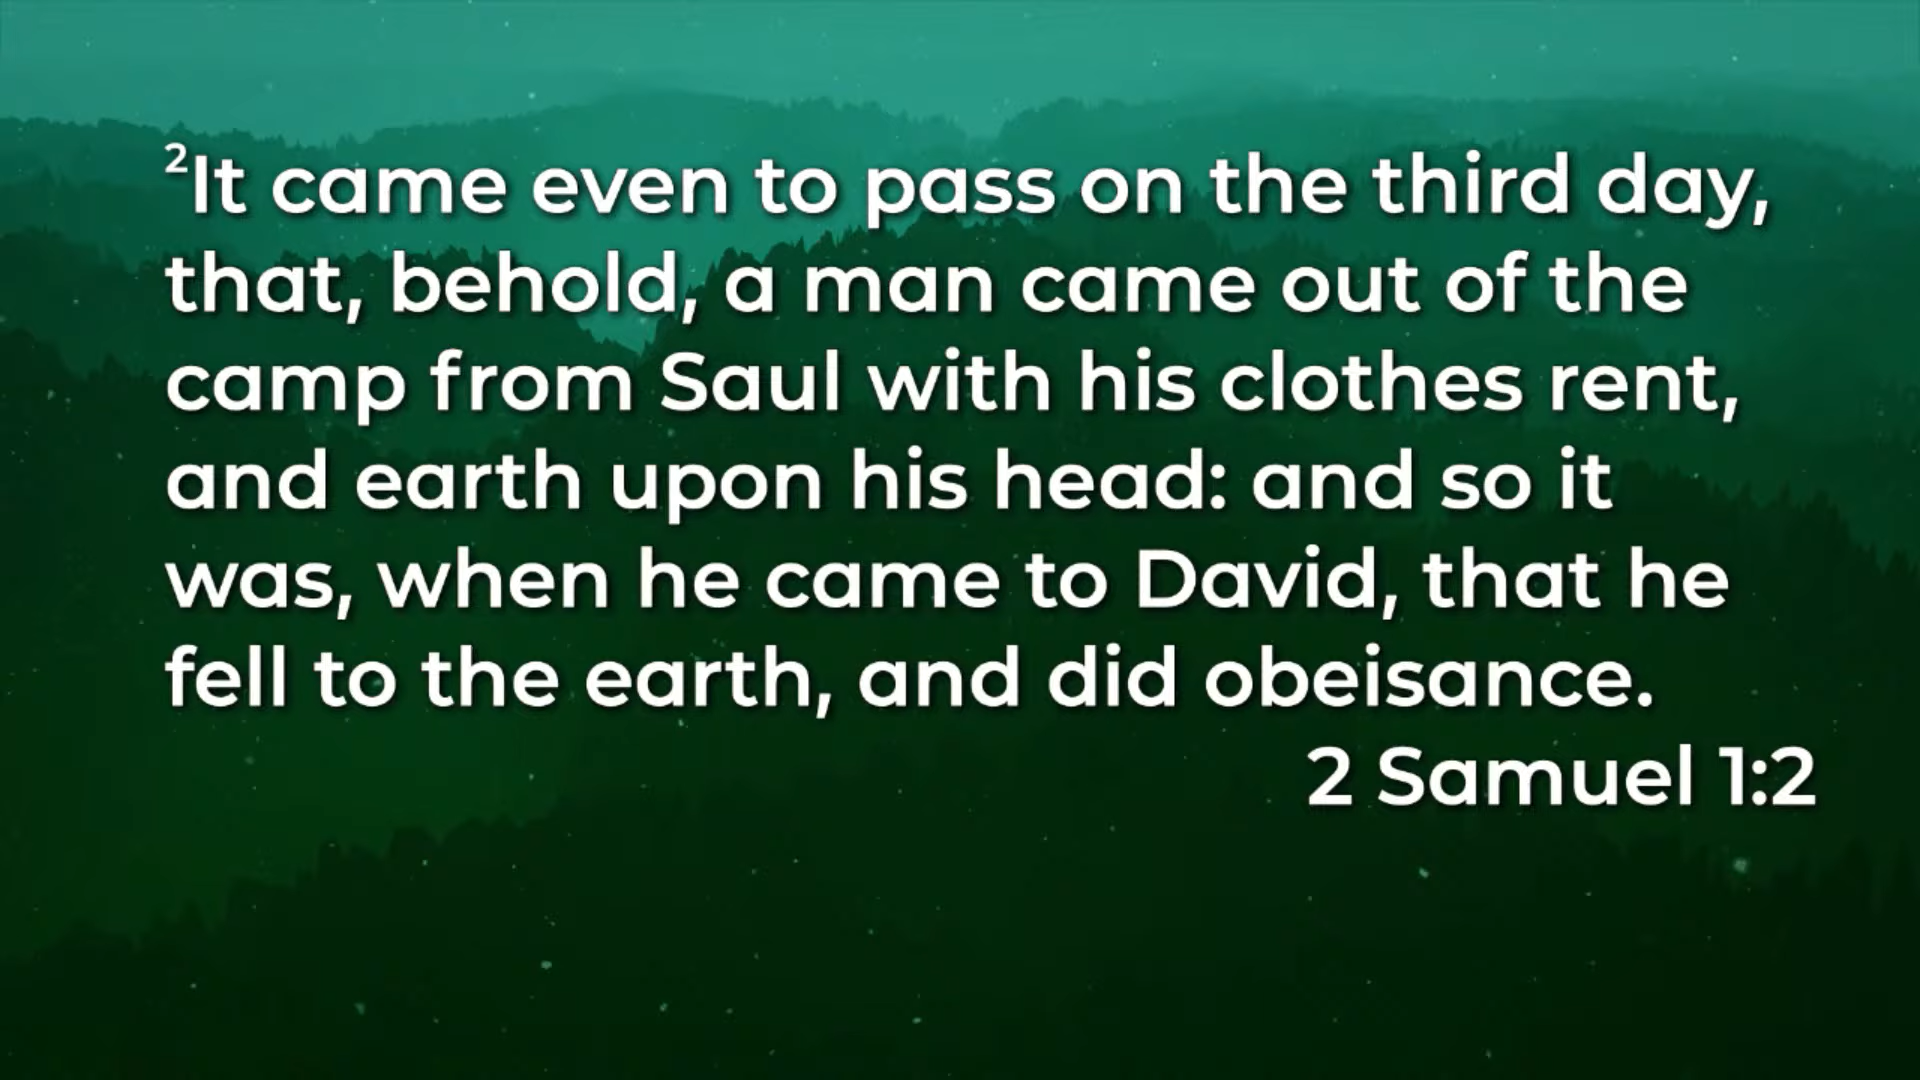 ²It came even to pass on the third day,
that, behold, a man came out of the
camp from Saul with his clothes rent,
and earth upon his head: and so it
was, when he came to David, that he
fell to the earth, and did obeisance.
2 Samuel 1:2